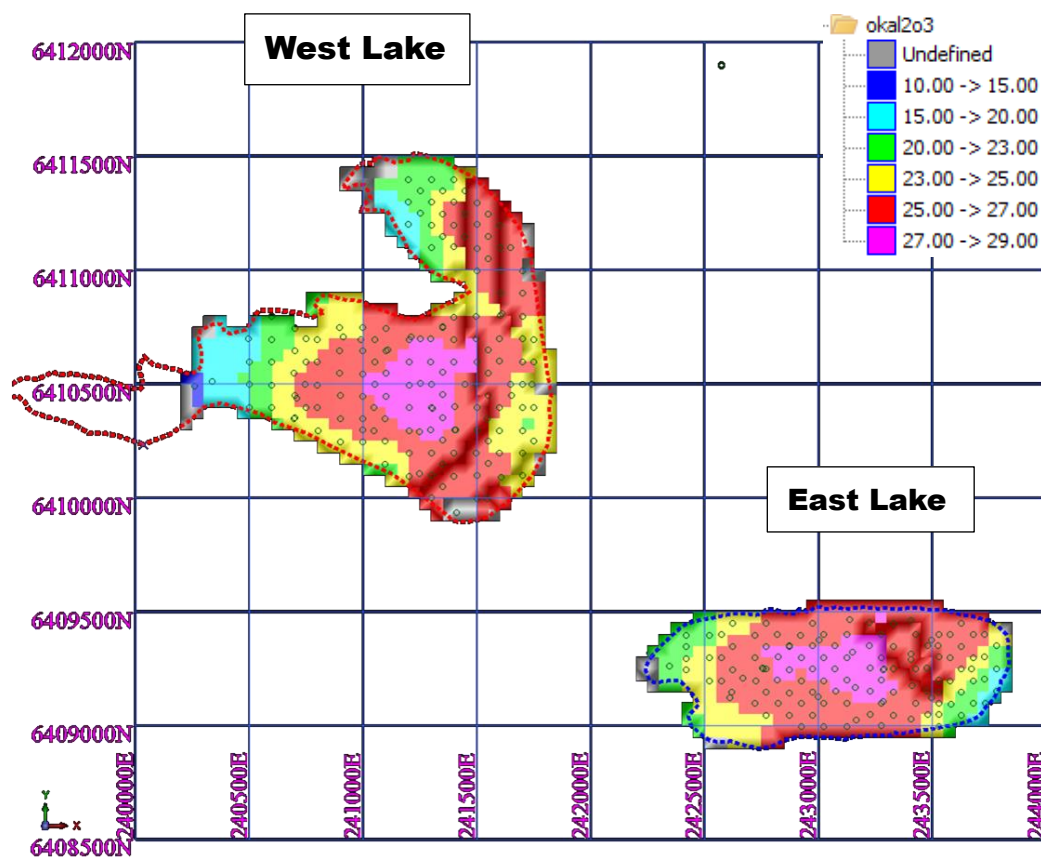 West Lake
okal2o3
Undefined
10.00 -> 15.00
15.00 -> 20.00
20.00 -> 23.00
23.00 -> 25.00
25.00 -> 27.00
27.00 -> 29.00
6412000N
6411500N
6411000N
6410500N
6410000N
East Lake
6409500N
6409000N
6408500N
240000E
240500E
241000E
241500E
242000E
242500E
243000E
243500E
244000E
Y
X